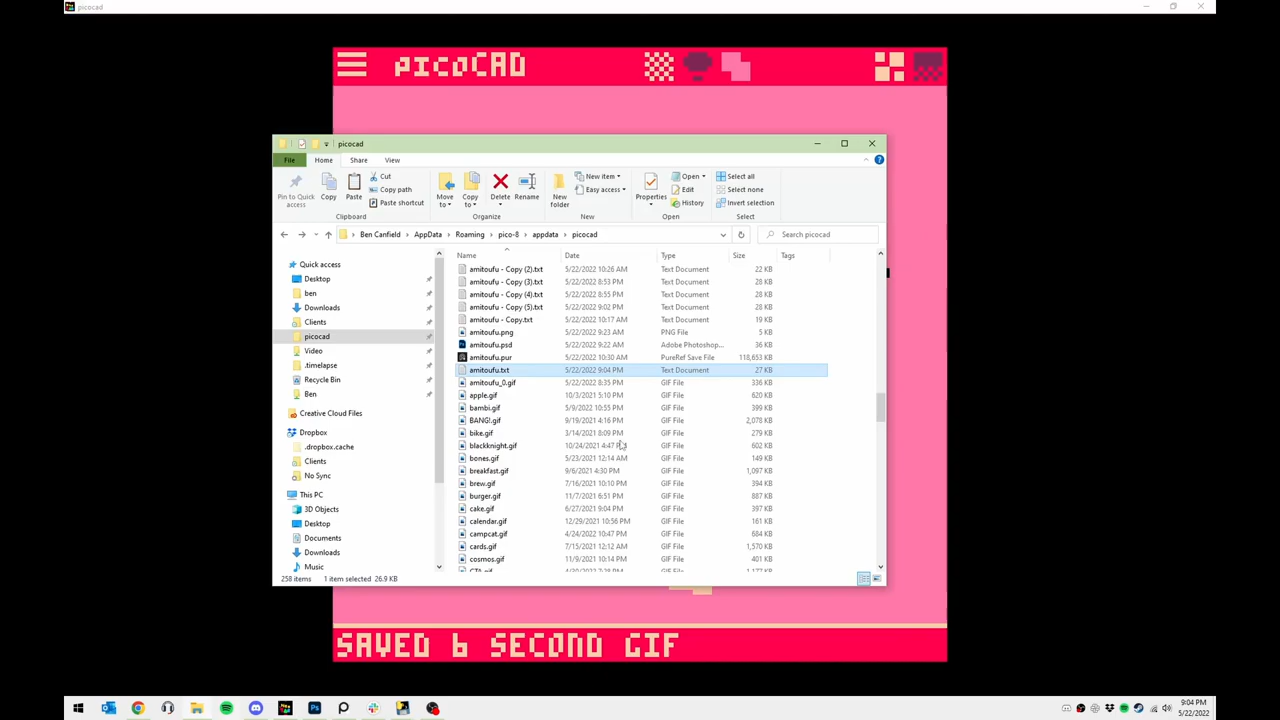 picocad
picoCAD
picocad
File Home Share View
Pin to Quick access
Copy
Paste
Cut
Copy path
Paste shortcut
Clipboard
Move to
Copy to
Delete
Rename
Organize
New folder
New item
Easy access
New
Properties
Open
Edit
History
Open
Select all
Select none
Invert selection
Select
Ben Canfield > AppData > Roaming > pico-8 > appdata > picocad
Search picocad
Quick access
Desktop
ben
Downloads
Clients
picocad
Video
.timelapse
Recycle Bin
Ben
Creative Cloud Files
Dropbox
.dropbox.cache
Clients
No Sync
This PC
3D Objects
Desktop
Documents
Downloads
Music
Name Date Type Size Tags
amitoufu - Copy (2).txt 5/22/2022 10:26 AM Text Document 22 KB
amitoufu - Copy (3).txt 5/22/2022 8:53 PM Text Document 28 KB
amitoufu - Copy (4).txt 5/22/2022 8:55 PM Text Document 28 KB
amitoufu - Copy (5).txt 5/22/2022 9:02 PM Text Document 28 KB
amitoufu - Copy.txt 5/22/2022 10:17 AM Text Document 19 KB
amitoufu.png 5/22/2022 9:23 AM PNG File 5 KB
amitoufu.psd 5/22/2022 9:22 AM Adobe Photoshop... 36 KB
amitoufu.pur 5/22/2022 10:30 AM PureRef Save File 118,653 KB
amitoufu.txt 5/22/2022 9:04 PM Text Document 27 KB
amitoufu_0.gif 5/22/2022 8:35 PM GIF File 336 KB
apple.gif 10/3/2021 5:10 PM GIF File 620 KB
bambi.gif 5/9/2022 10:55 PM GIF File 399 KB
BANG!.gif 9/19/2021 4:16 PM GIF File 2,078 KB
bike.gif 3/14/2021 8:09 PM GIF File 279 KB
blackknight.gif 10/24/2021 4:47 GIF File 602 KB
bones.gif 5/23/2021 12:14 AM GIF File 149 KB
breakfast.gif 9/6/2021 4:30 PM GIF File 1,097 KB
brew.gif 7/16/2021 10:10 PM GIF File 394 KB
burger.gif 11/7/2021 6:51 PM GIF File 887 KB
cake.gif 6/27/2021 9:04 PM GIF File 397 KB
calendar.gif 12/29/2021 10:56 PM GIF File 161 KB
campcat.gif 4/24/2022 10:47 PM GIF File 684 KB
cards.gif 7/15/2021 12:12 AM GIF File 1,570 KB
cosmos.gif 11/9/2021 10:14 PM GIF File 401 KB
258 items 1 item selected 26.9 KB
SAVED 6 SECOND GIF
9:04 PM
5/22/2022